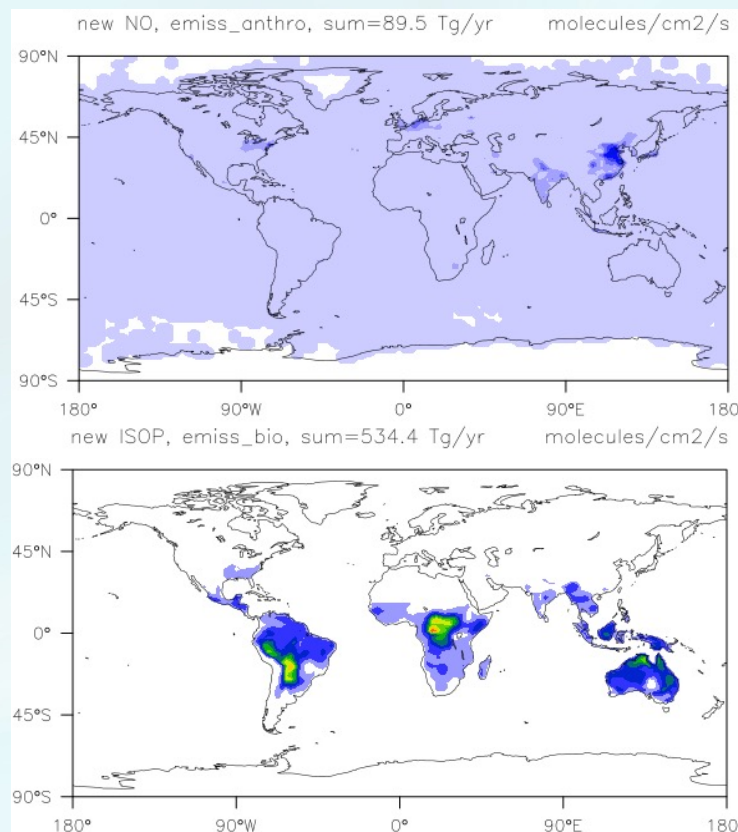 new NO, emiss_anthro, sum=89.5 Tg/yr molecules/cm2/s
90°N
45°N
0°
45°S
90°S
180° 90°W 0° 90°E 180
new ISOP, emiss_bio, sum=534.4 Tg/yr molecules/cm2/s
90°N
45°N
0°
45°S
90°S
180° 90°W 0° 90°E 180